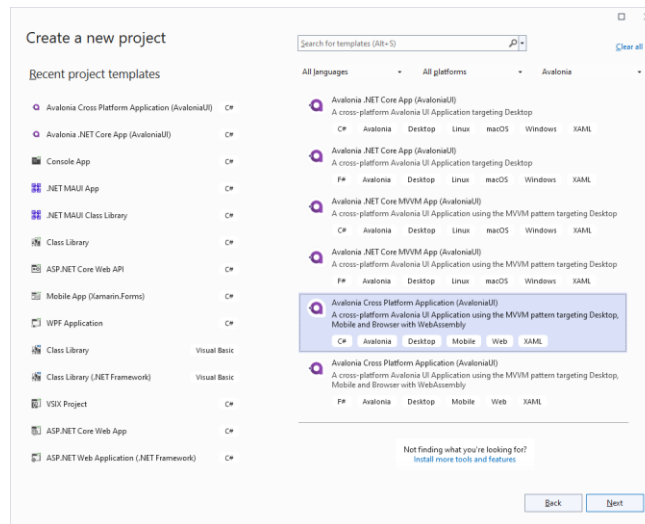 Create a new project
Search for templates (Alt+S)
Clear all
Recent project templates
All languages
All platforms
Avalonia
Avalonia Cross Platform Application (AvaloniaUI) C#
Avalonia .NET Core App (AvaloniaUI) C#
Console App C#
.NET MAUI App C#
.NET MAUI Class Library C#
Class Library C#
ASP.NET Core Web API C#
Mobile App (Xamarin.Forms) C#
WPF Application C#
Class Library Visual Basic
Class Library (.NET Framework) Visual Basic
VSIX Project C#
ASP.NET Core Web App C#
ASP.NET Web Application (.NET Framework) C#
Avalonia .NET Core App (AvaloniaUI)
A cross-platform Avalonia UI Application targeting Desktop
C# Avalonia Desktop Linux macOS Windows XAML
Avalonia .NET Core App (AvaloniaUI)
A cross-platform Avalonia UI Application targeting Desktop
F# Avalonia Desktop Linux macOS Windows XAML
Avalonia .NET Core MVVM App (AvaloniaUI)
A cross-platform Avalonia UI Application using the MVVM pattern targeting Desktop
C# Avalonia Desktop Linux macOS Windows XAML
Avalonia .NET Core MVVM App (AvaloniaUI)
A cross-platform Avalonia UI Application using the MVVM pattern targeting Desktop
F# Avalonia Desktop Linux macOS Windows XAML
Avalonia Cross Platform Application (AvaloniaUI)
A cross-platform Avalonia UI Application using the MVVM pattern targeting Desktop,
Mobile and Browser with WebAssembly
C# Avalonia Desktop Mobile Web XAML
Avalonia Cross Platform Application (AvaloniaUI)
A cross-platform Avalonia UI Application using the MVVM pattern targeting Desktop,
Mobile and Browser with WebAssembly
F# Avalonia Desktop Mobile Web XAML
Not finding what you're looking for?
Install more tools and features
Back
Next